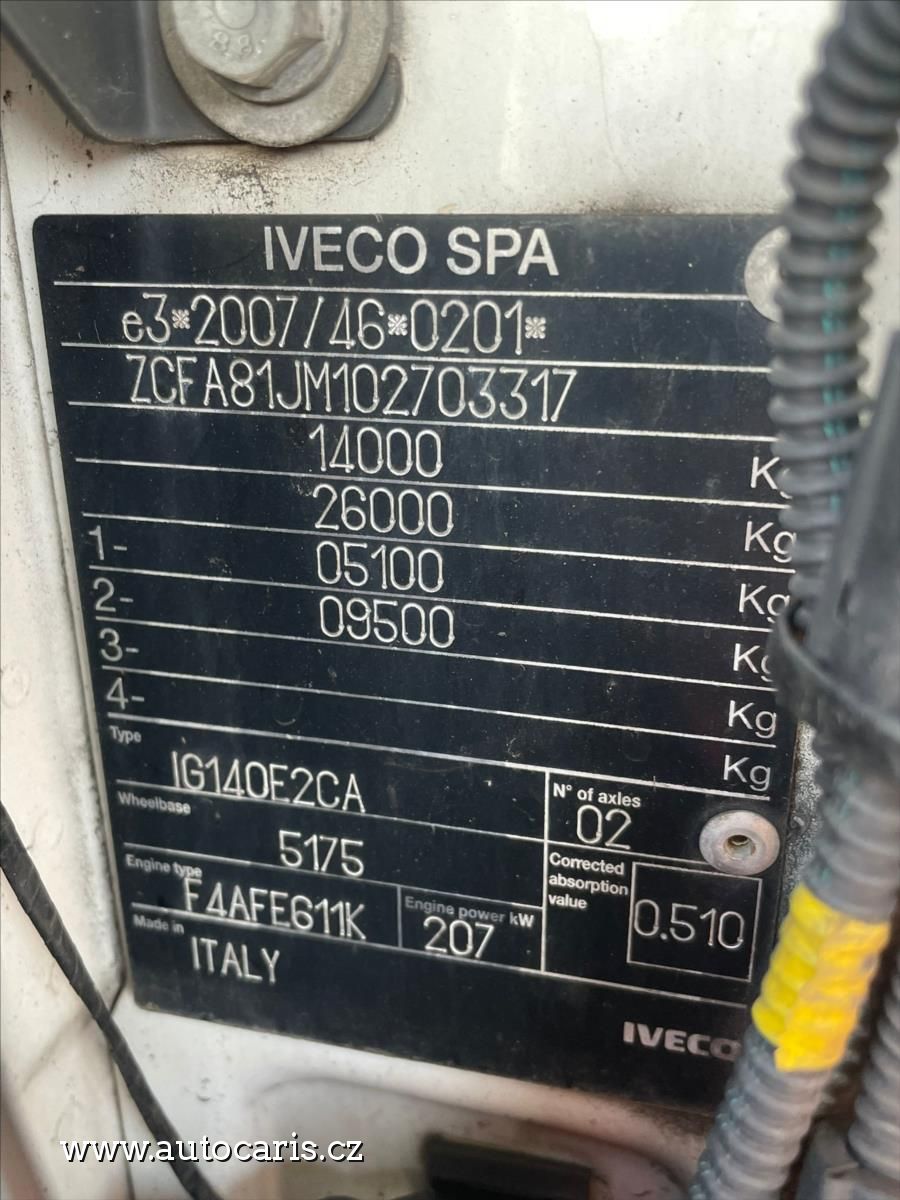 8.8
IVECO SPA
e3*2007/46*0201*
ZCFA81JM102703317
14000 Kg
26000 Kg
1- 05100 Kg
2- 09500 Kg
3- Kg
4- Kg
Type
IG140E2CA
N° of axles
02
Wheelbase
5175
Corrected absorption value
0.510
Engine type
F4AFE611K
Engine power kW
207
Made in
ITALY
IVECO
www.autocaris.cz